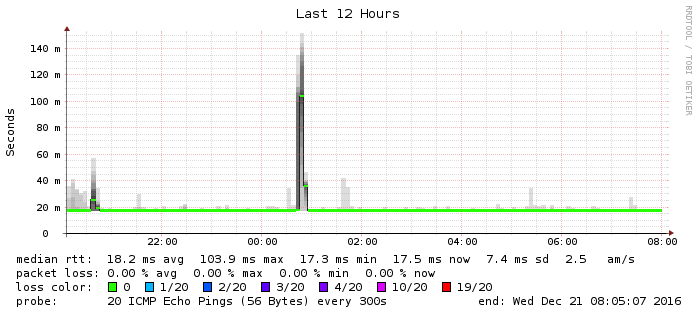 Last 12 Hours
RRDTOOL / TOBI OETIKER
Seconds
140 m
120 m
100 m
80 m
60 m
40 m
20 m
0
22:00 00:00 02:00 04:00 06:00 08:00
median rtt: 18.2 ms avg 103.9 ms max 17.3 ms min 17.5 ms now 7.4 ms sd 2.5 am/s
packet loss: 0.00 % avg 0.00 % max 0.00 % min 0.00 % now
loss color: 0 1/20 2/20 3/20 4/20 10/20 19/20
probe: 20 ICMP Echo Pings (56 Bytes) every 300s end: Wed Dec 21 08:05:07 2016